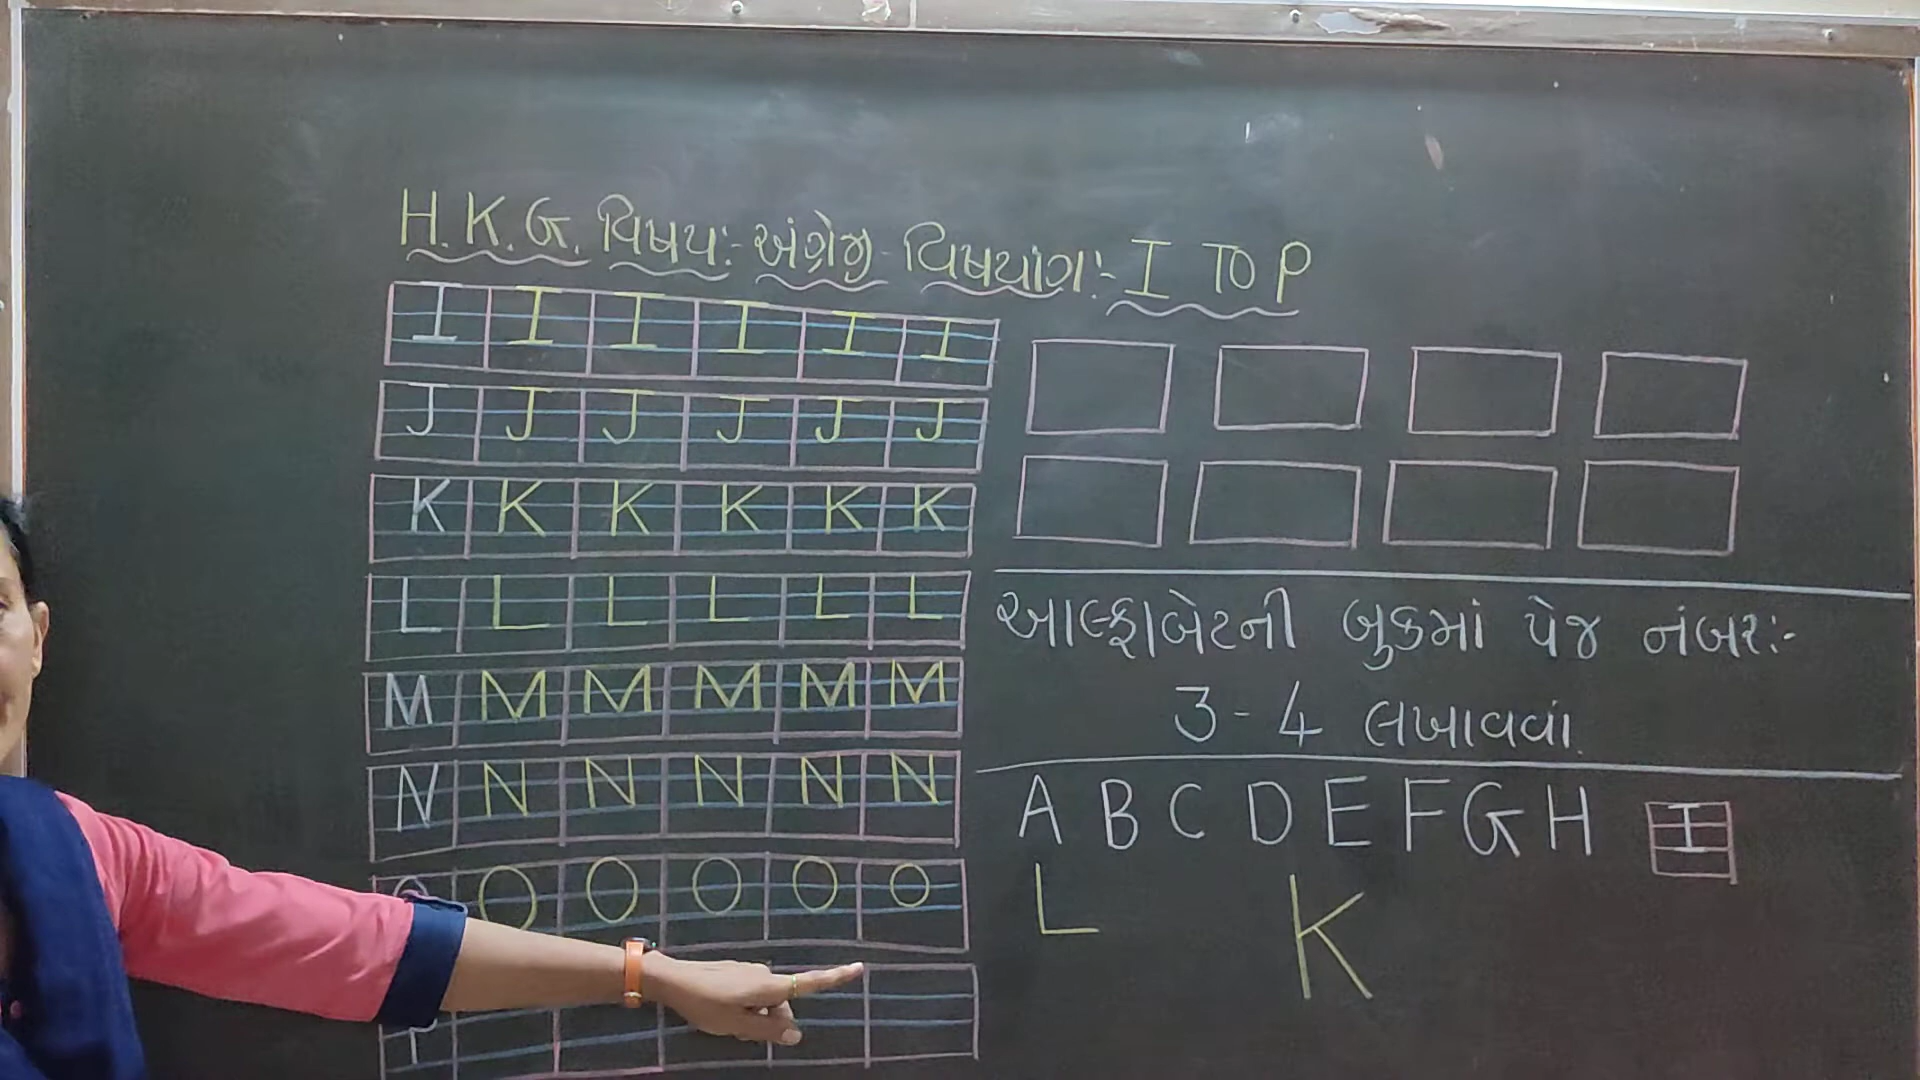 H.K.G. વિષય:- અંગ્રેજી વિષયાંગ:- I TO P
I I I I I I
J J J J J J
K K K K K K
L L L L L L
M M M M M M
N N N N N N
O O O O O O
P
આલ્ફાબેટની બુકમાં પેજ નંબર:-
3-4 લખાવવાં.
A B C D E F G H I
L K